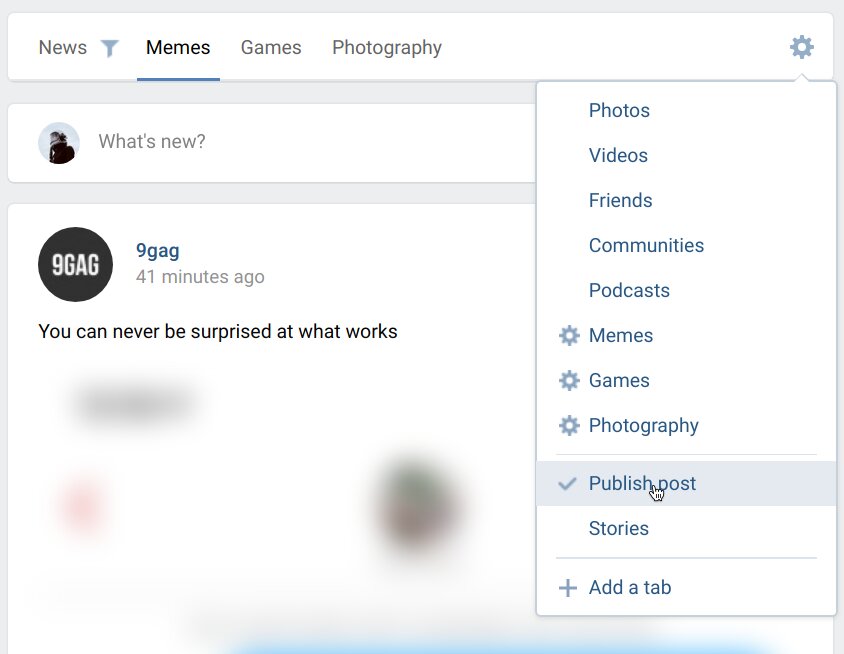 News
Memes
Games
Photography
What's new?
9GAG
9gag
41 minutes ago
You can never be surprised at what works
Photos
Videos
Friends
Communities
Podcasts
Memes
Games
Photography
Publish post
Stories
Add a tab